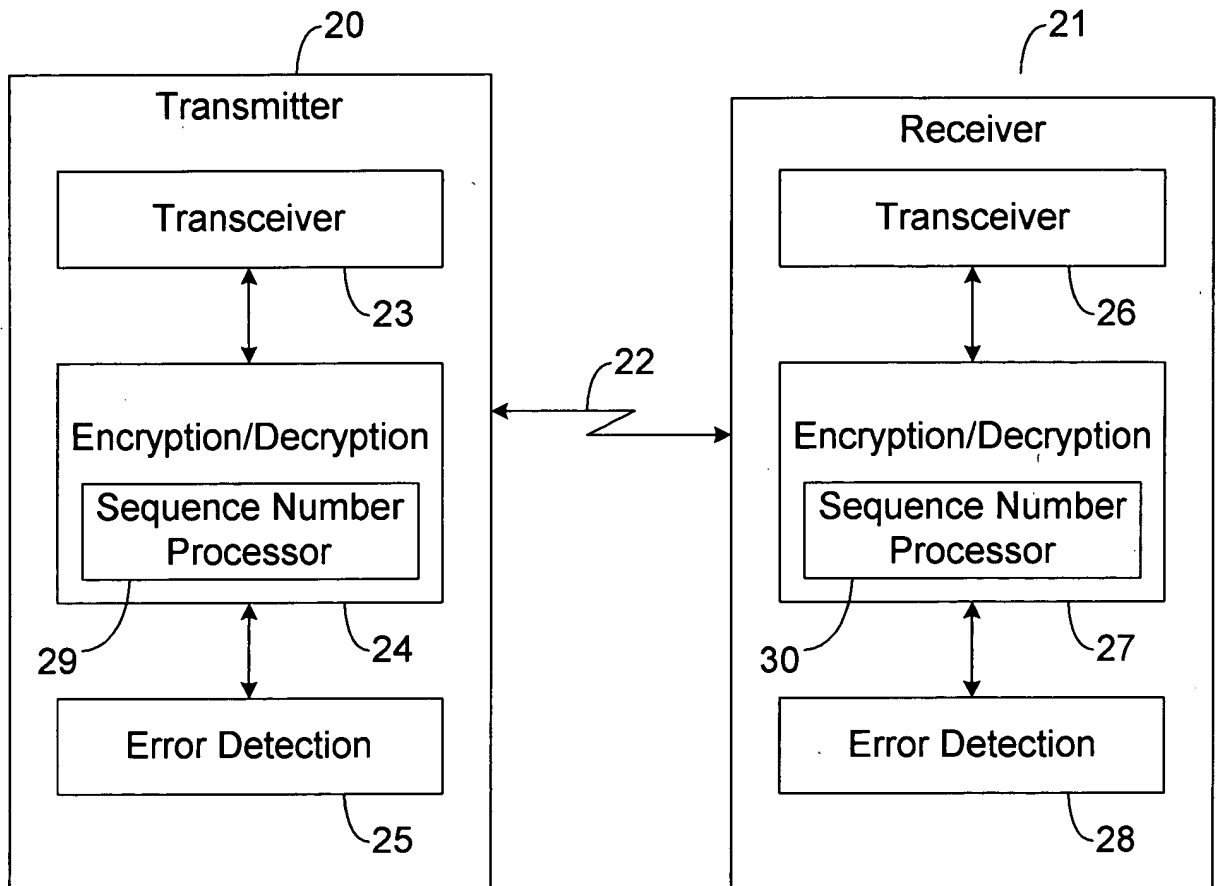 20
21
Transmitter
Receiver
Transceiver
Transceiver
23
26
22
Encryption/Decryption
Encryption/Decryption
Sequence Number
Processor
Sequence Number
Processor
29
24
30
27
Error Detection
Error Detection
25
28